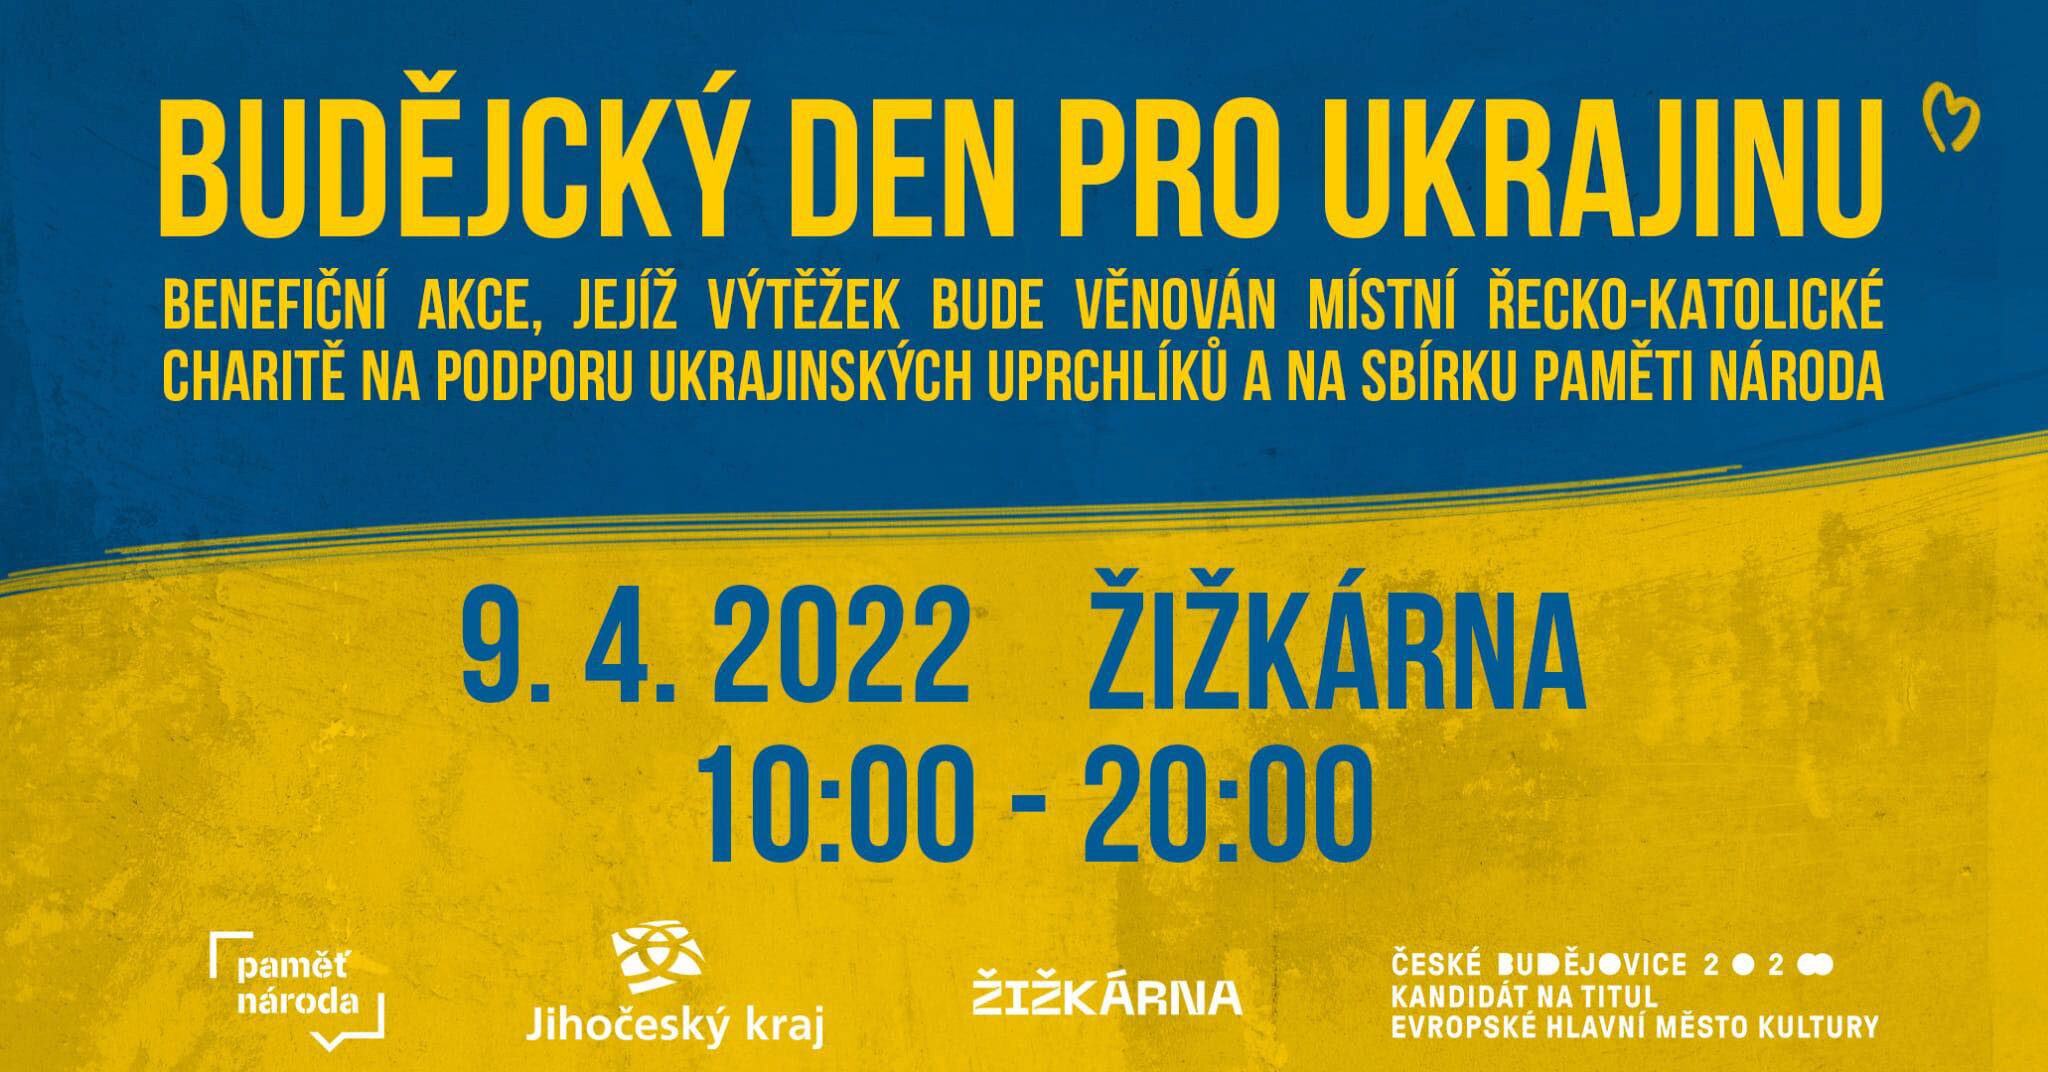 BUDĚJCKÝ DEN PRO UKRAJINU
BENEFIČNÍ AKCE, JEJÍŽ VÝTĚŽEK BUDE VĚNOVÁN MÍSTNÍ ŘECKO-KATOLICKÉ
CHARITĚ NA PODPORU UKRAJINSKÝCH UPRCHLÍKŮ A NA SBÍRKU PAMĚTI NÁRODA
9. 4. 2022 ŽIŽKÁRNA
10:00 - 20:00
paměť
národa
Jihočeský kraj
ŽIŽKÁRNA
ČESKÉ BUDĚJOVICE 2028
KANDIDÁT NA TITUL
EVROPSKÉ HLAVNÍ MĚSTO KULTURY